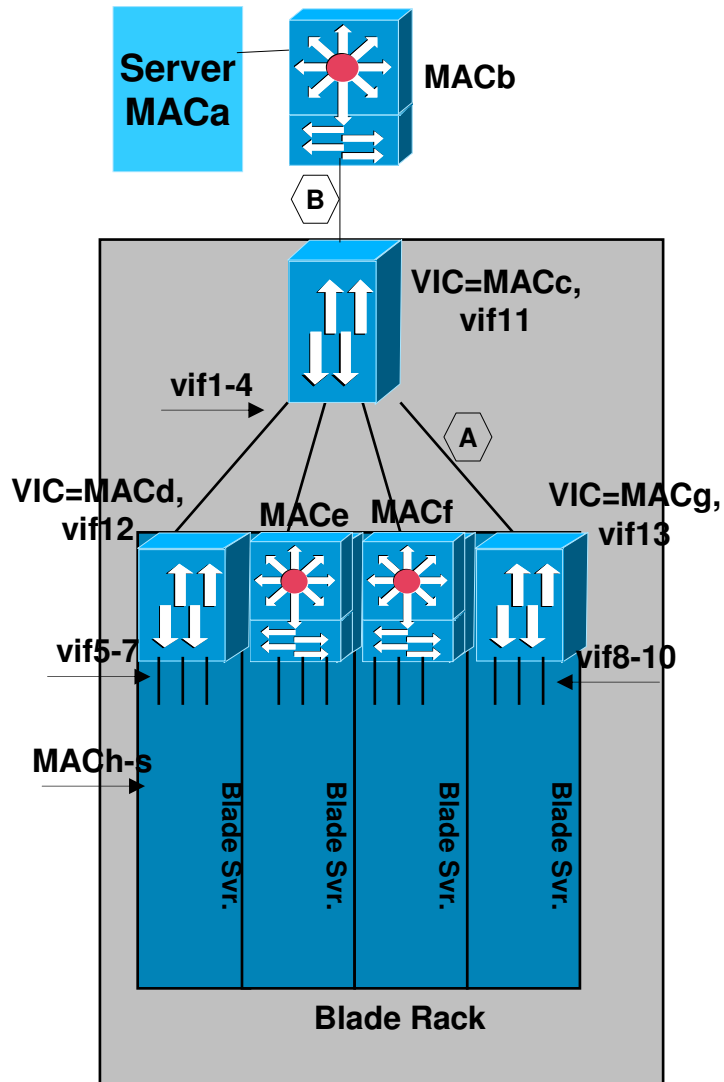 Server
MACa
MACb
B
VIC=MACc,
vif11
vif1-4
A
VIC=MACd,
vif12
MACe
MACf
VIC=MACg,
vif13
vif5-7
vif8-10
MACh-s
Blade Svr.
Blade Svr.
Blade Svr.
Blade Svr.
Blade Rack